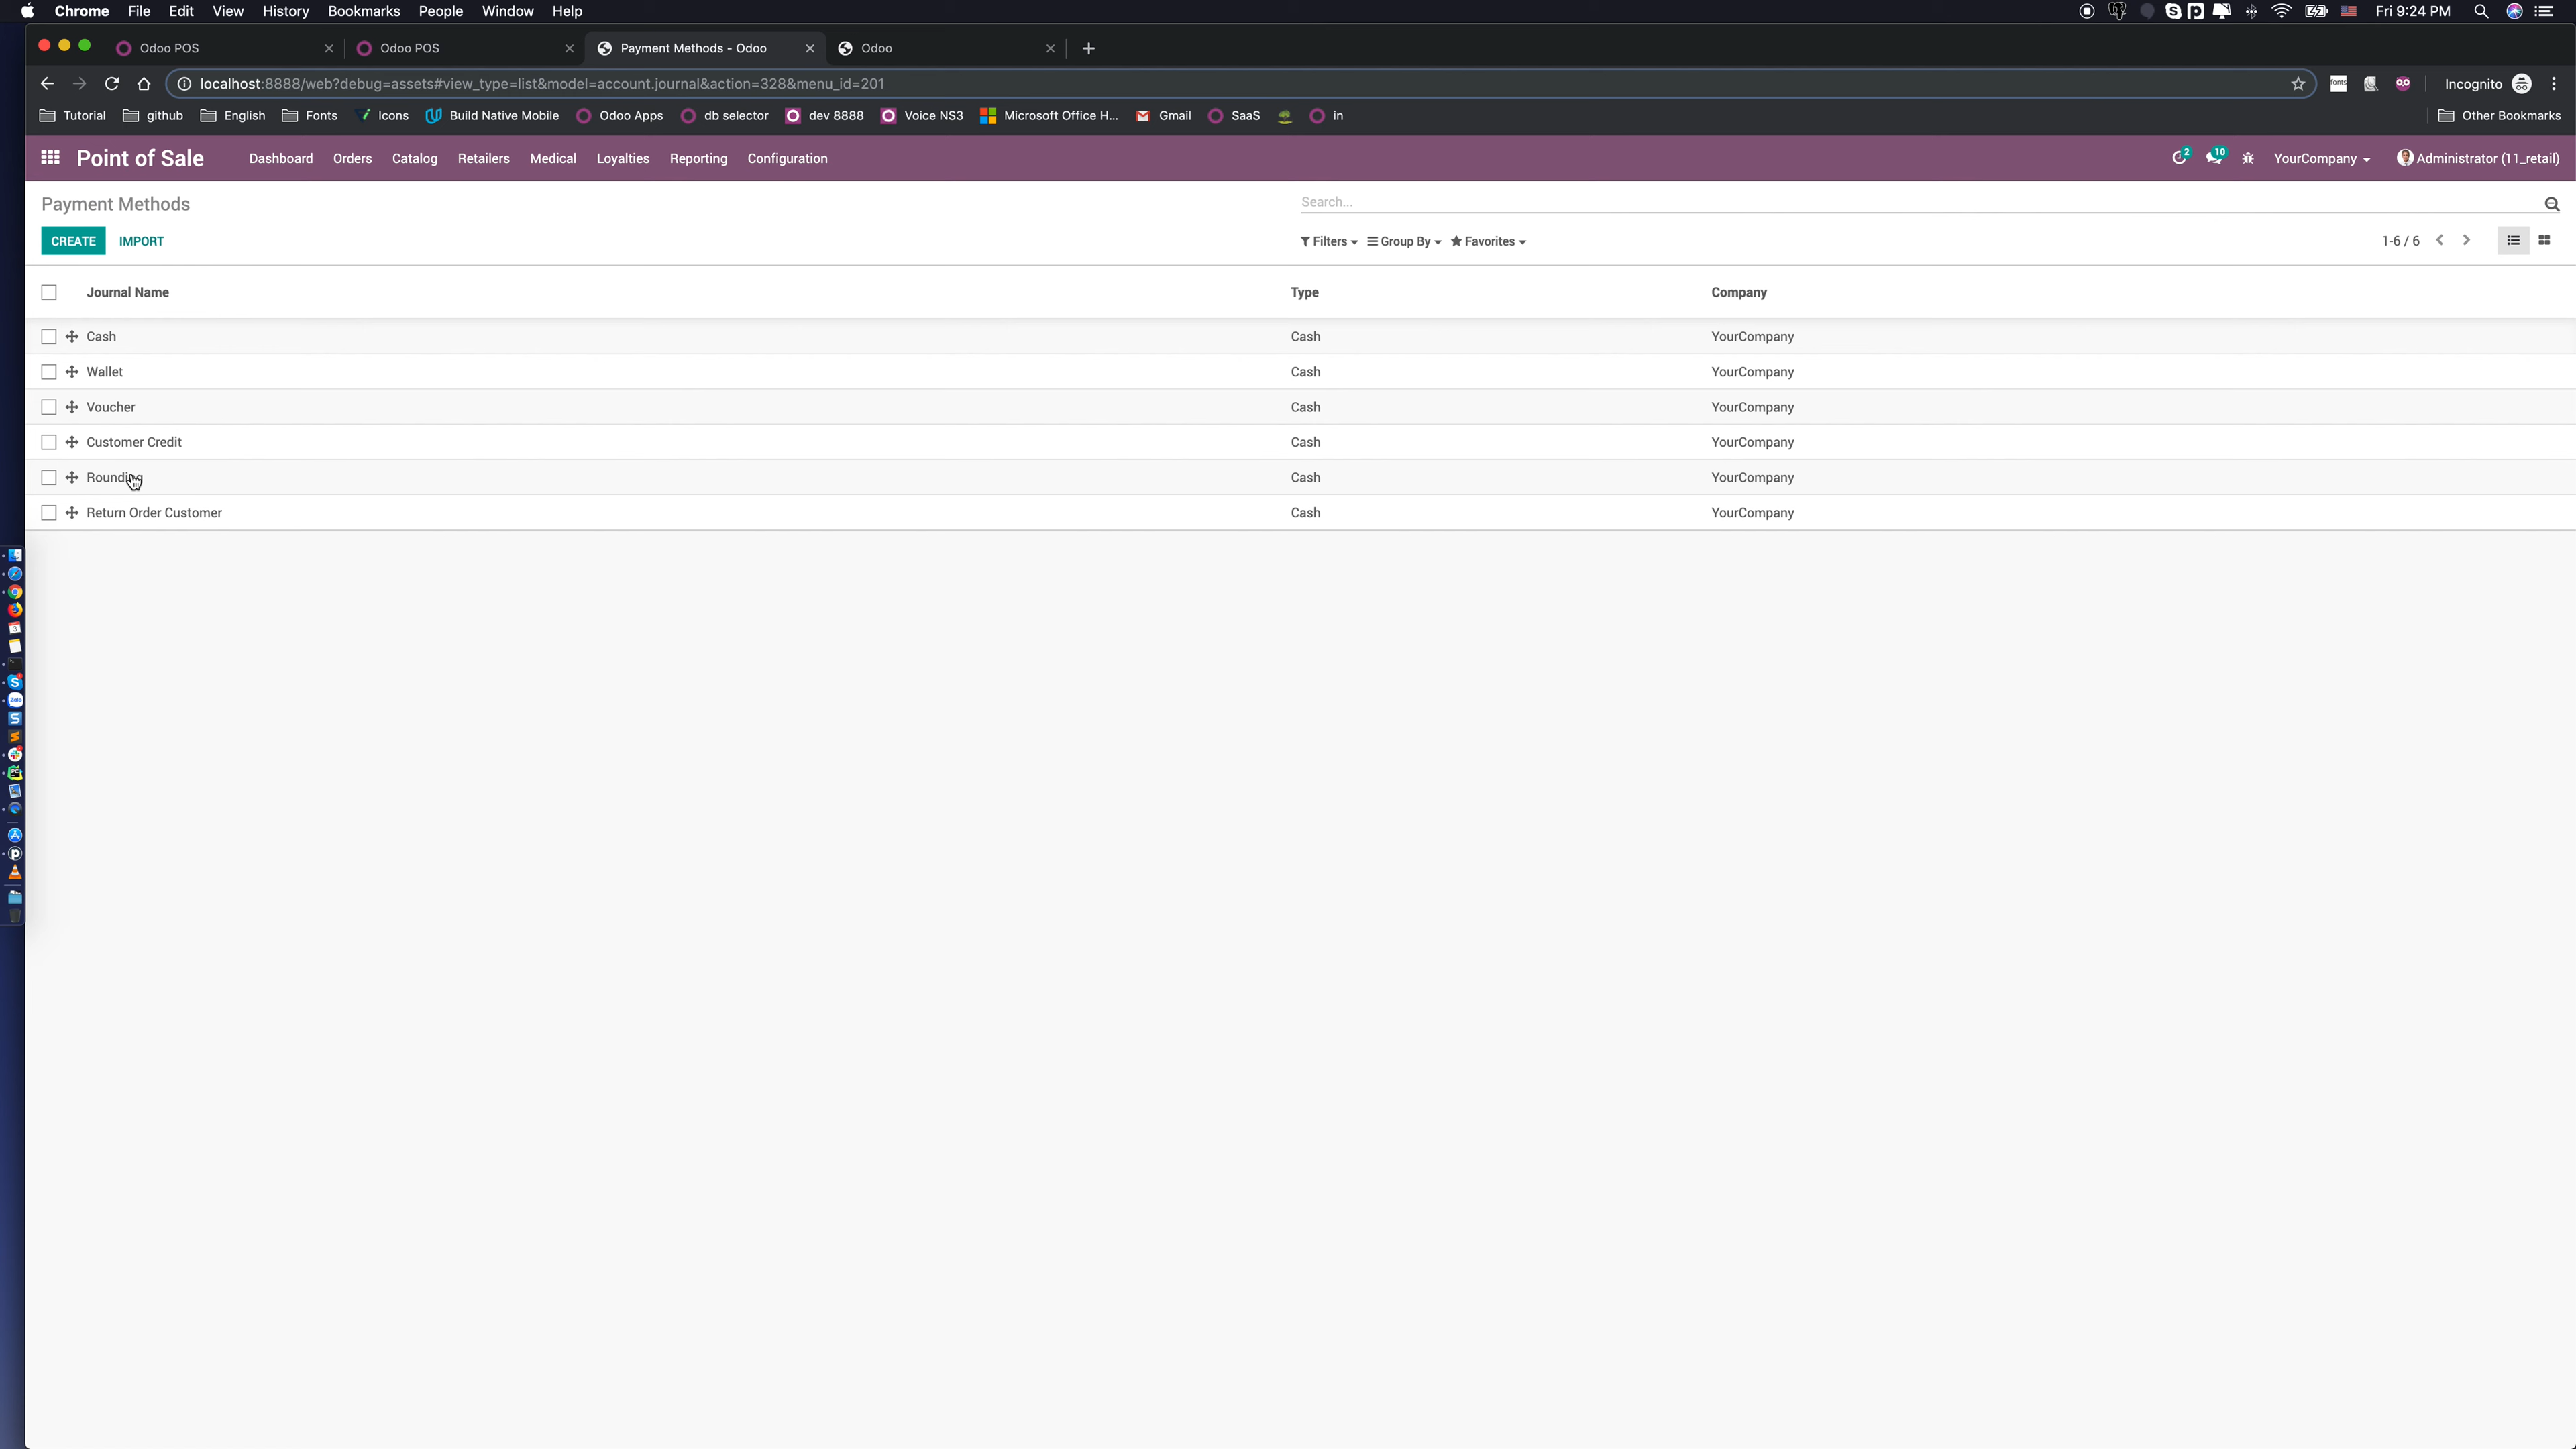 Chrome File Edit View History Bookmarks People Window Help Fri 9:24 PM
Odoo POS Odoo POS Payment Methods - Odoo Odoo
localhost:8888/web?debug=assets#view_type=list&model=account.journal&action=328&menu_id=201 fonts Incognito
Tutorial github English Fonts Icons Build Native Mobile Odoo Apps db selector dev 8888 Voice NS3 Microsoft Office H... Gmail SaaS in Other Bookmarks
Point of Sale Dashboard Orders Catalog Retailers Medical Loyalties Reporting Configuration 2 10 YourCompany Administrator (11_retail)
Payment Methods Search...
CREATE IMPORT Filters Group By Favorites 1-6 / 6
Journal Name Type Company
Cash Cash YourCompany
Wallet Cash YourCompany
Voucher Cash YourCompany
Customer Credit Cash YourCompany
Rounding Cash YourCompany
Return Order Customer Cash YourCompany